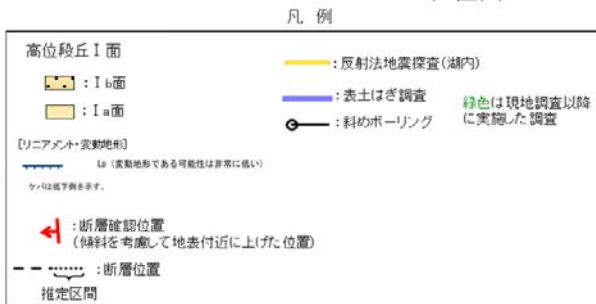 凡 例
高位段丘Ⅰ面
：Ⅰb面
：Ⅰa面
［リニアメント・変動地形］
LD（変動地形である可能性は非常に低い）
ケバは低下側を示す。
：断層確認位置
（傾斜を考慮して地表付近に上げた位置）
：断層位置
推定区間
：反射法地震探査（湖内）
：表土はぎ調査
：斜めボーリング
緑色は現地調査以降
に実施した調査